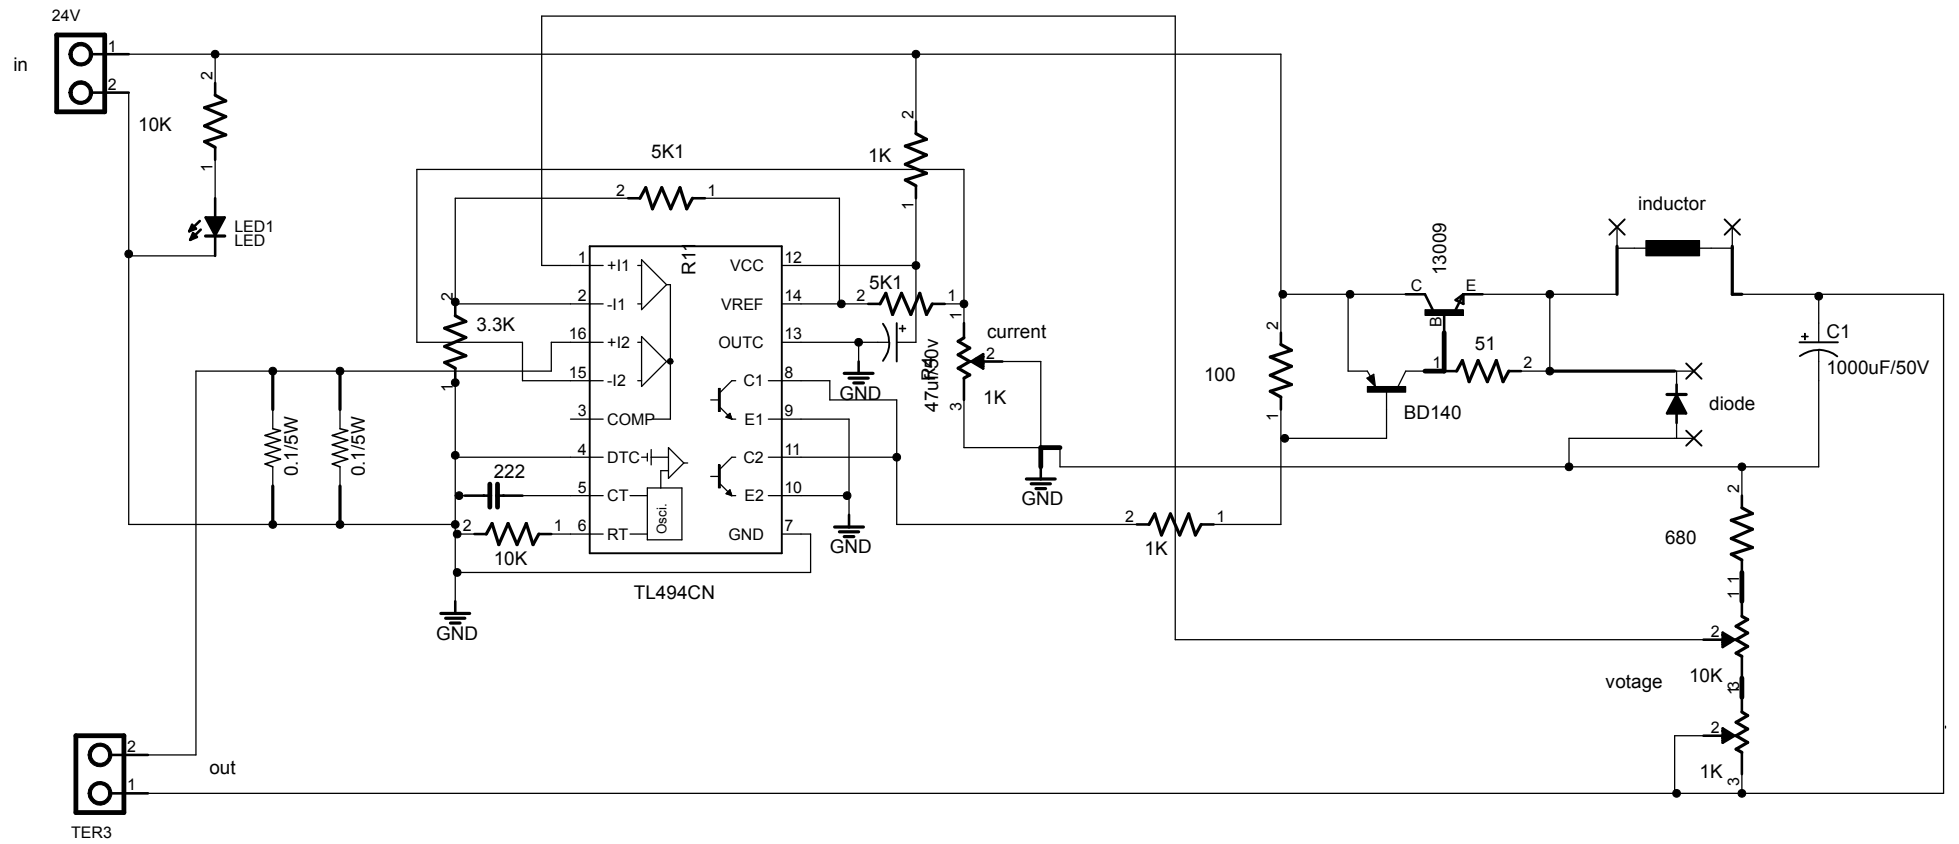 24V
in
1
2
2
10K
1
LED1
LED
5K1
2
1
2
1K
1
R11
1
+I1
VCC
12
2
-I1
VREF
14
16
+I2
OUTC
13
15
-I2
C1
8
3
COMP
E1
9
4
DTC
C2
11
5
CT
E2
10
6
RT
GND
7
Osci.
TL494CN
2
3.3K
1
0.1/5W
0.1/5W
222
2
1
10K
GND
5K1
2
1
+
47uf/50v
GND
GND
1
current
2
1K
3
GND
2
1
1K
2
100
1
13009
C
E
B
1
51
2
BD140
inductor
diode
+
C1
1000uF/50V
2
680
1
1
2
10K
3
votage
2
1K
3
2
out
1
TER3